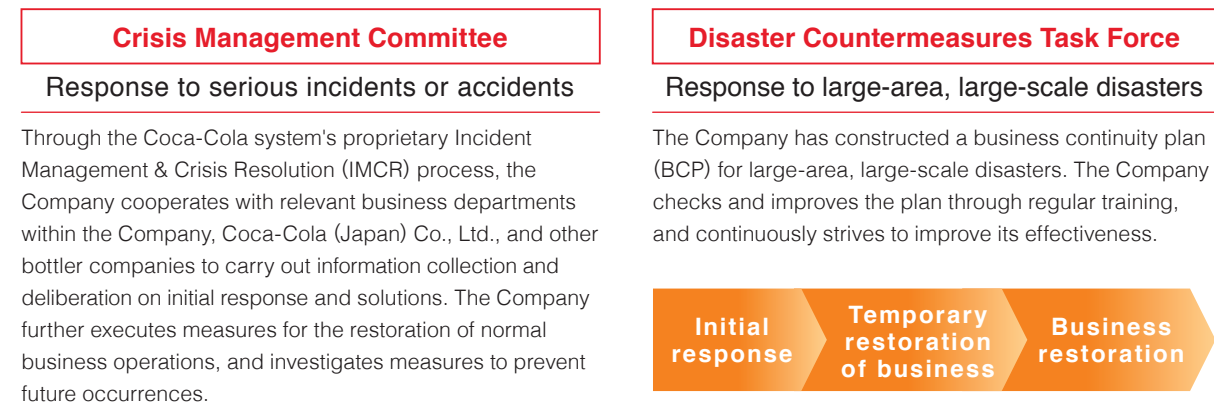 Crisis Management Committee
Response to serious incidents or accidents
Through the Coca-Cola system's proprietary Incident
Management & Crisis Resolution (IMCR) process, the
Company cooperates with relevant business departments
within the Company, Coca-Cola (Japan) Co., Ltd., and other
bottler companies to carry out information collection and
deliberation on initial response and solutions. The Company
further executes measures for the restoration of normal
business operations, and investigates measures to prevent
future occurrences.
Disaster Countermeasures Task Force
Response to large-area, large-scale disasters
The Company has constructed a business continuity plan
(BCP) for large-area, large-scale disasters. The Company
checks and improves the plan through regular training,
and continuously strives to improve its effectiveness.
Initial
response
Temporary
restoration
of business
Business
restoration